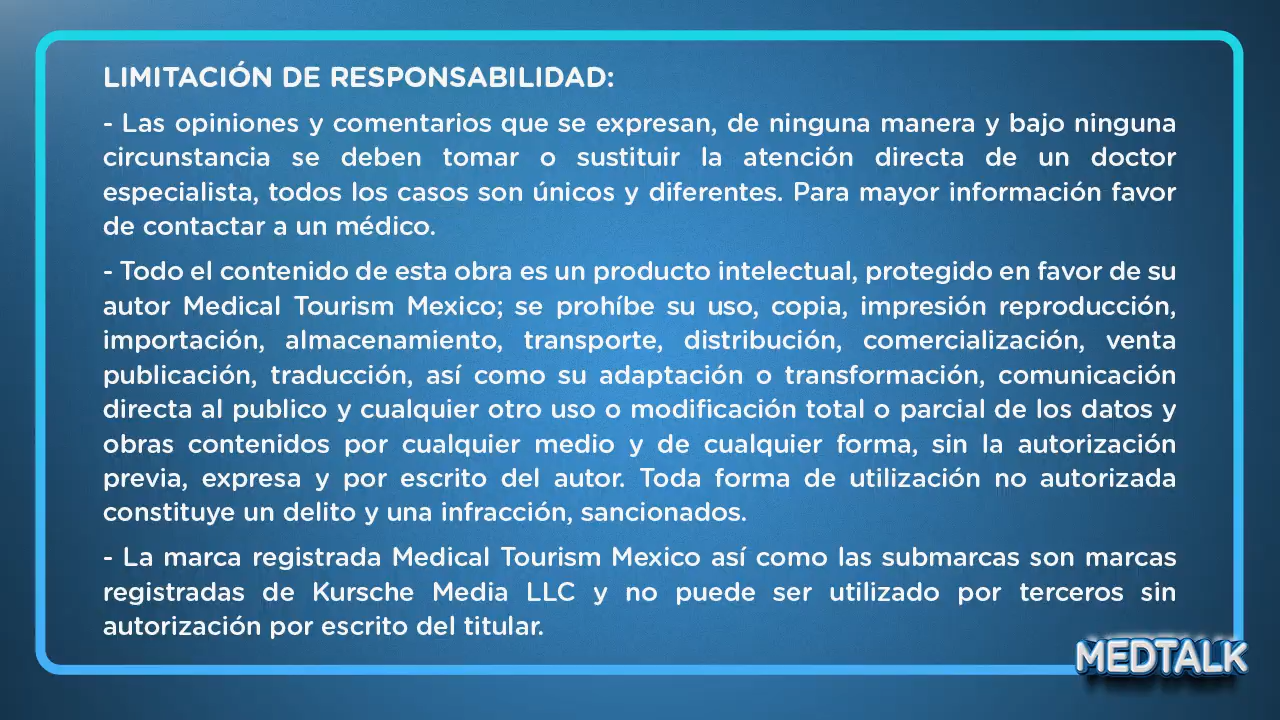 LIMITACIÓN DE RESPONSABILIDAD:
- Las opiniones y comentarios que se expresan, de ninguna manera y bajo ninguna
circunstancia se deben tomar o sustituir la atención directa de un doctor
especialista, todos los casos son únicos y diferentes. Para mayor información favor
de contactar a un médico.
- Todo el contenido de esta obra es un producto intelectual, protegido en favor de su
autor Medical Tourism Mexico; se prohíbe su uso, copia, impresión reproducción,
importación, almacenamiento, transporte, distribución, comercialización, venta
publicación, traducción, así como su adaptación o transformación, comunicación
directa al publico y cualquier otro uso o modificación total o parcial de los datos y
obras contenidos por cualquier medio y de cualquier forma, sin la autorización
previa, expresa y por escrito del autor. Toda forma de utilización no autorizada
constituye un delito y una infracción, sancionados.
- La marca registrada Medical Tourism Mexico así como las submarcas son marcas
registradas de Kursche Media LLC y no puede ser utilizado por terceros sin
autorización por escrito del titular.
MEDTALK